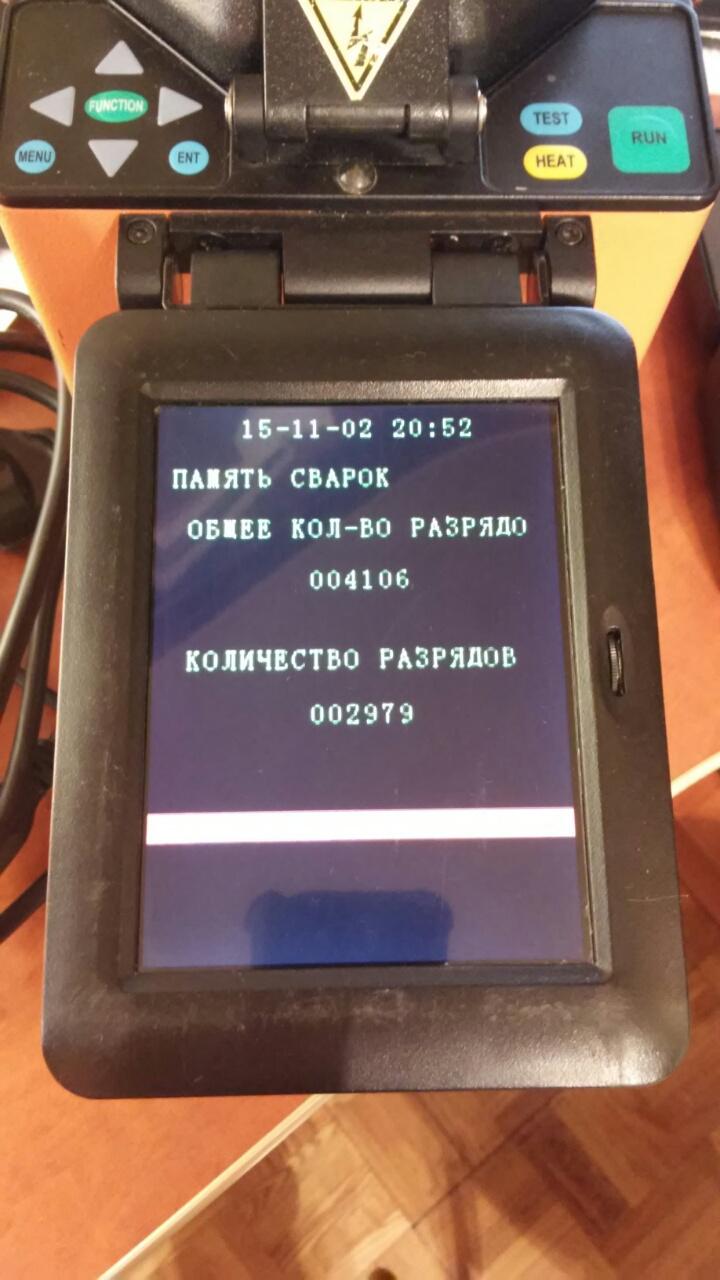 FUNCTION
MENU
ENT
TEST
HEAT
RUN
15-11-02 20:52
ПАМЯТЬ СВАРОК
ОБЩЕЕ КОЛ-ВО РАЗРЯДО
004106
КОЛИЧЕСТВО РАЗРЯДОВ
002979